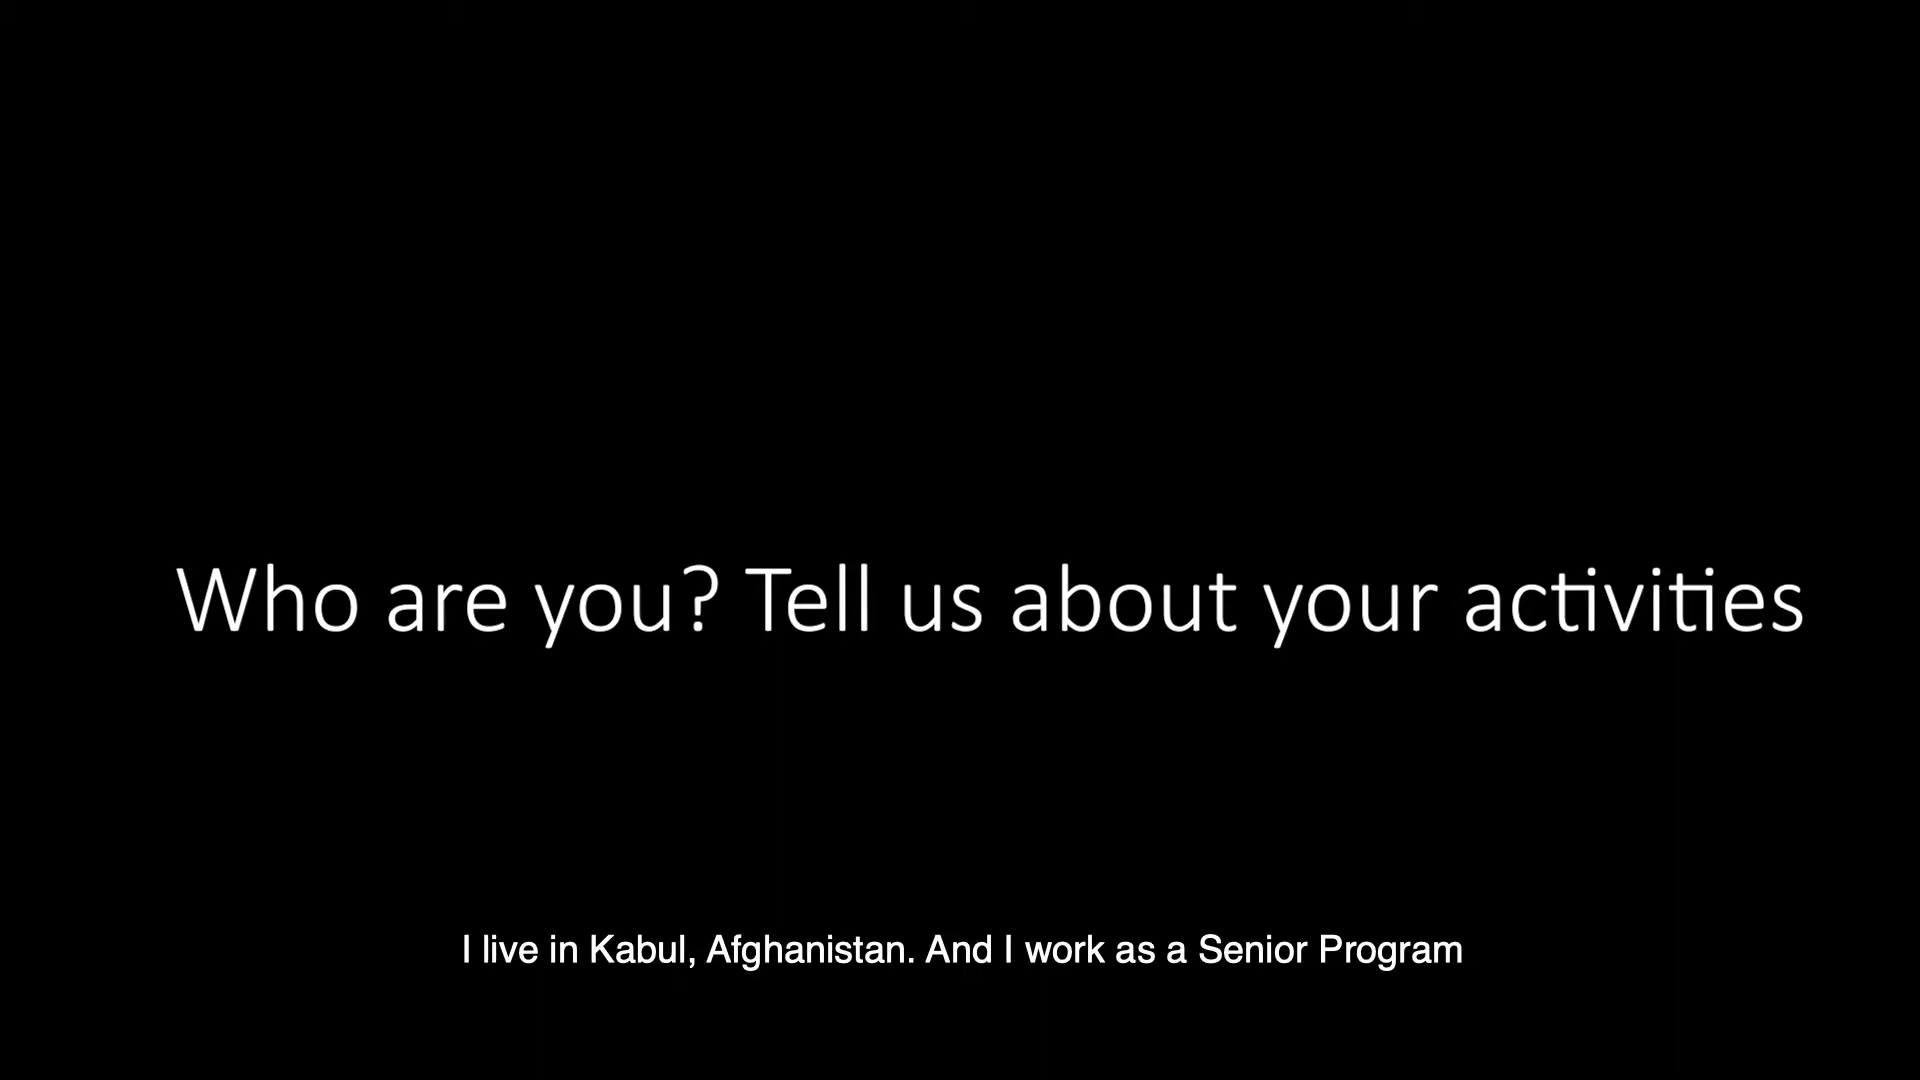 Who are you? Tell us about your activities
I live in Kabul, Afghanistan. And I work as a Senior Program